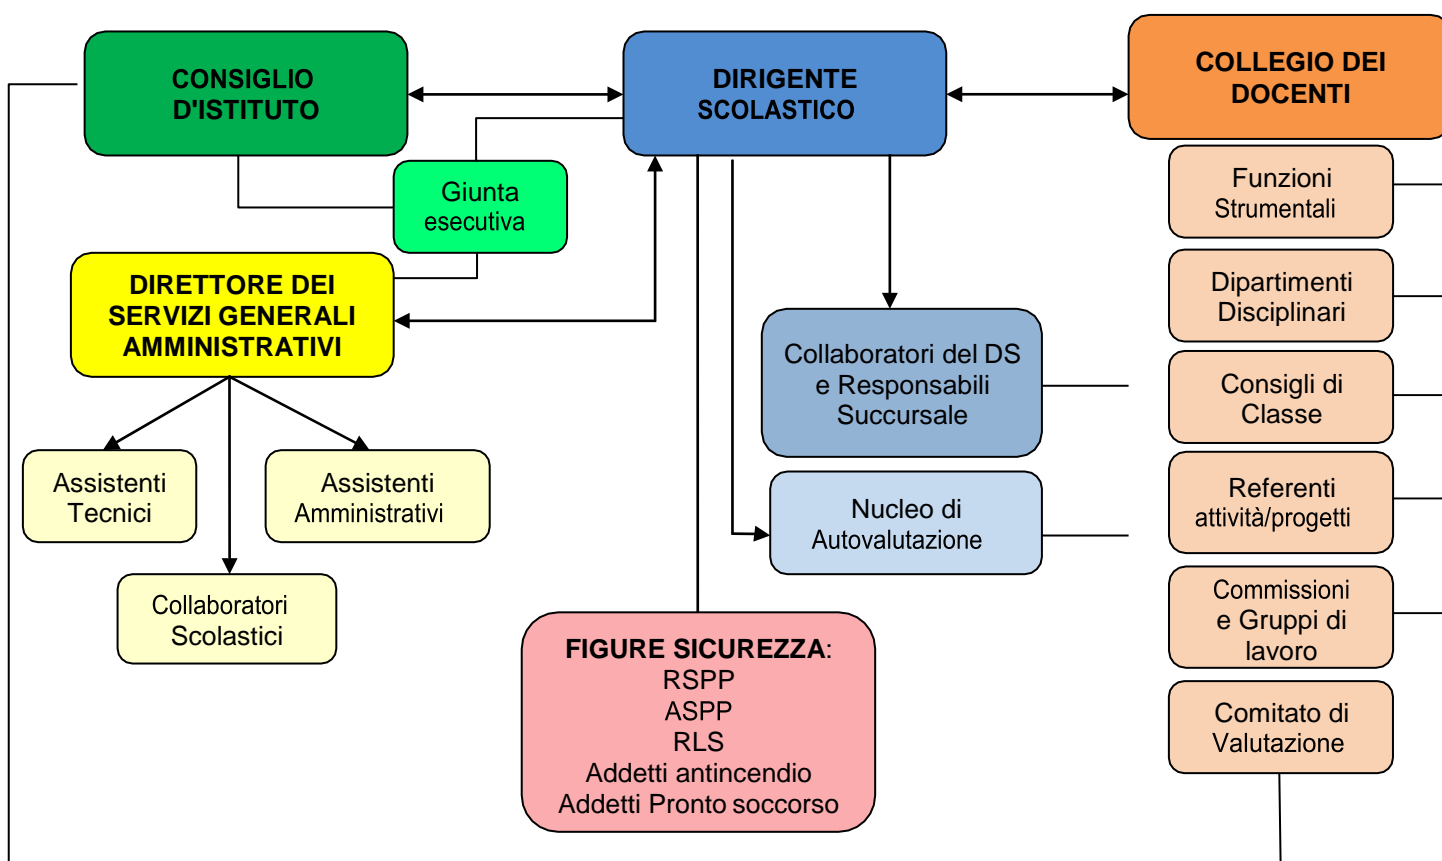 CONSIGLIO
D'ISTITUTO
DIRIGENTE
SCOLASTICO
COLLEGIO DEI
DOCENTI
Giunta
esecutiva
Funzioni
Strumentali
DIRETTORE DEI
SERVIZI GENERALI
AMMINISTRATIVI
Dipartimenti
Disciplinari
Collaboratori del DS
e Responsabili
Succursale
Consigli di
Classe
Assistenti
Tecnici
Assistenti
Amministrativi
Nucleo di
Autovalutazione
Referenti
attività/progetti
Collaboratori
Scolastici
Commissioni
e Gruppi di
lavoro
FIGURE SICUREZZA:
RSPP
ASPP
RLS
Addetti antincendio
Addetti Pronto soccorso
Comitato di
Valutazione